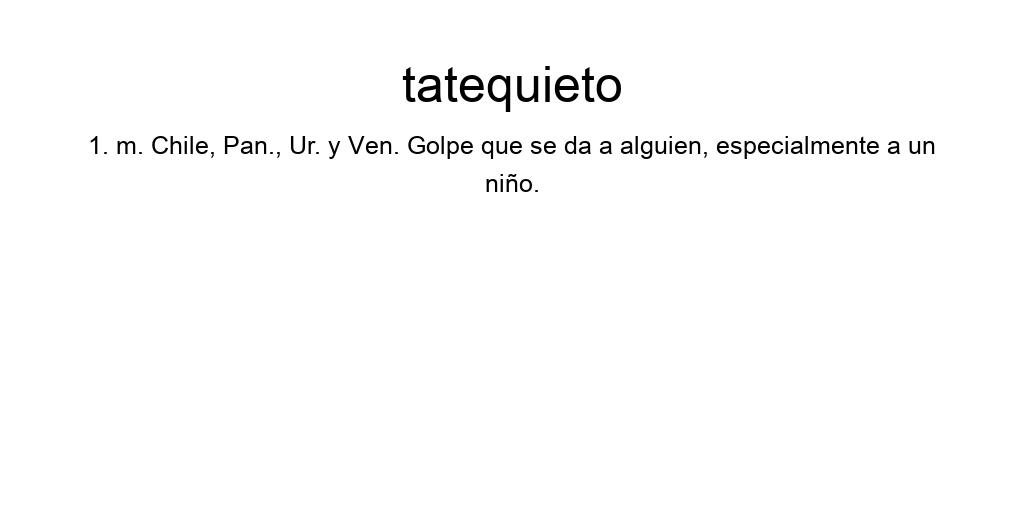 tatequieto
1. m. Chile, Pan., Ur. y Ven. Golpe que se da a alguien, especialmente a un
niño.